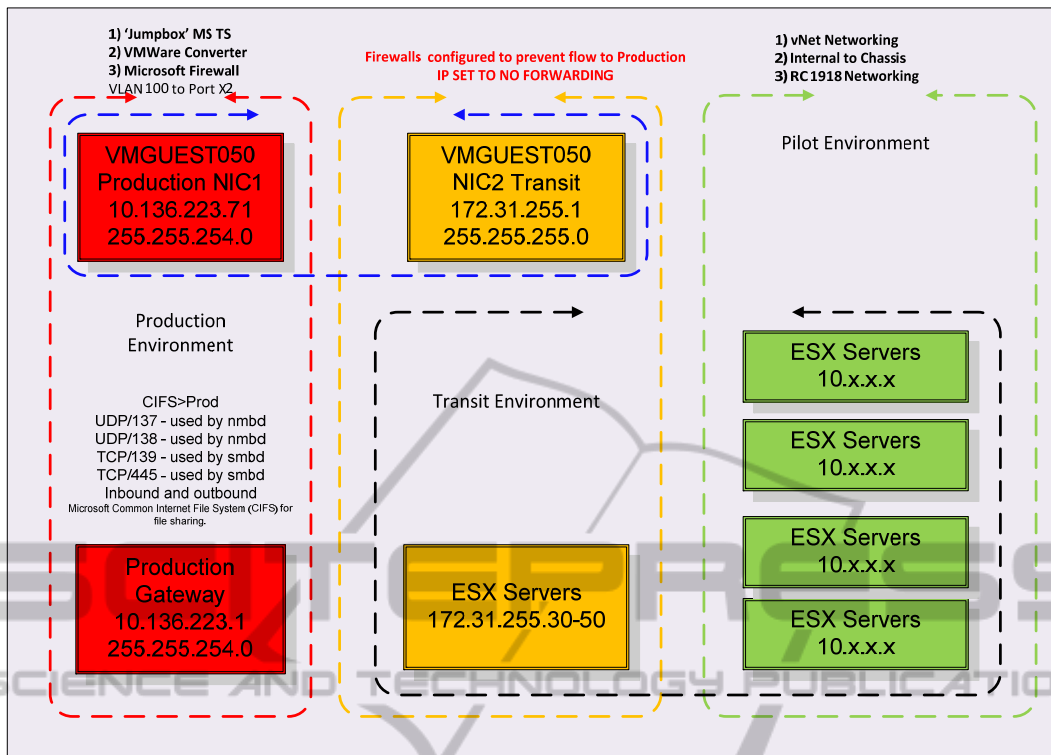 1) ‘Jumpbox’ MS TS
2) VMWare Converter
3) Microsoft Firewall
VLAN 100 to Port X2
Firewalls configured to prevent flow to Production
IP SET TO NO FORWARDING
1) vNet Networking
2) Internal to Chassis
3) RC1918 Networking
VMGUEST050
Production NIC1
10.136.223.71
255.255.254.0
VMGUEST050
NIC2 Transit
172.31.255.1
255.255.255.0
Pilot Environment
Production
Environment
CIFS>Prod
UDP/137 - used by nmbd
UDP/138 - used by nmbd
TCP/139 - used by smbd
TCP/445 - used by smbd
Inbound and outbound
Microsoft Common Internet File System (CIFS) for
file sharing.
Transit Environment
ESX Servers
10.x.x.x
ESX Servers
10.x.x.x
ESX Servers
10.x.x.x
ESX Servers
10.x.x.x
Production
Gateway
10.136.223.1
255.255.254.0
ESX Servers
172.31.255.30-50
SCITEPRESS
SCIENCE AND TECHNOLOGY PUBLICATIO